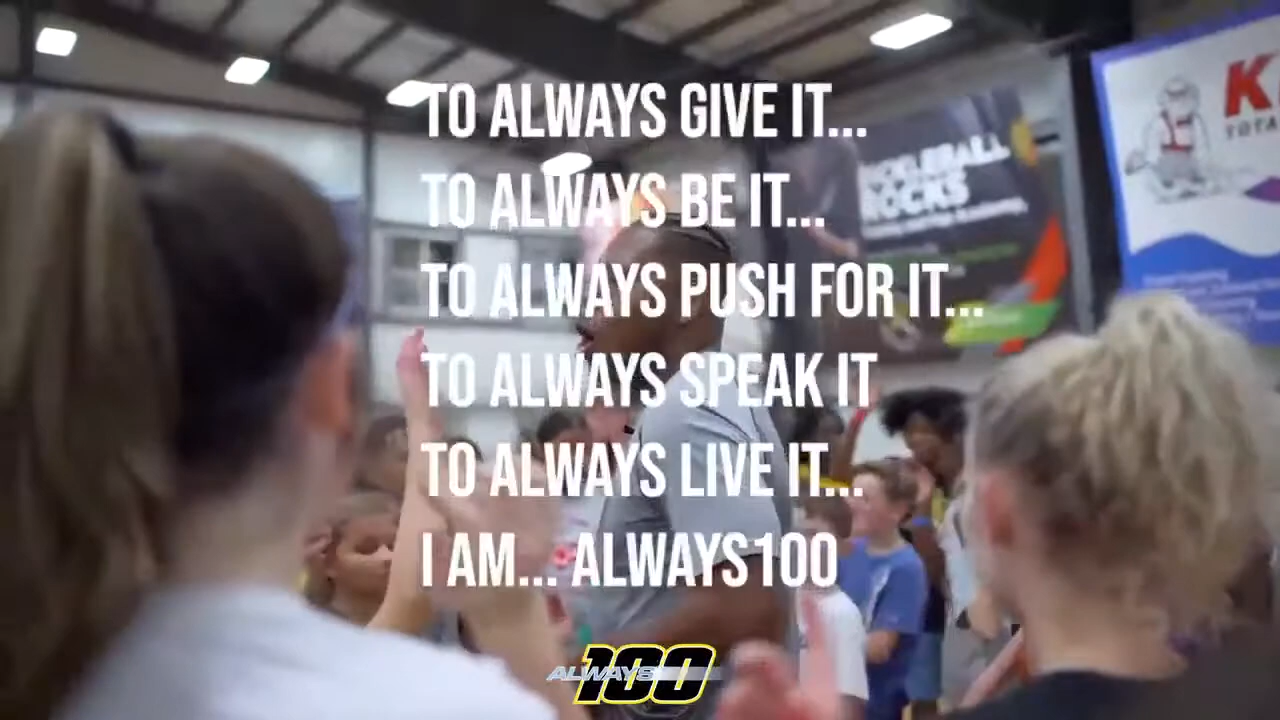 TO ALWAYS GIVE IT...
TO ALWAYS BE IT...
TO ALWAYS PUSH FOR IT...
TO ALWAYS SPEAK IT
TO ALWAYS LIVE IT...
I AM... ALWAYS100
PICKLEBALL
ROCKS
K
TOTA
ALWAYS 100